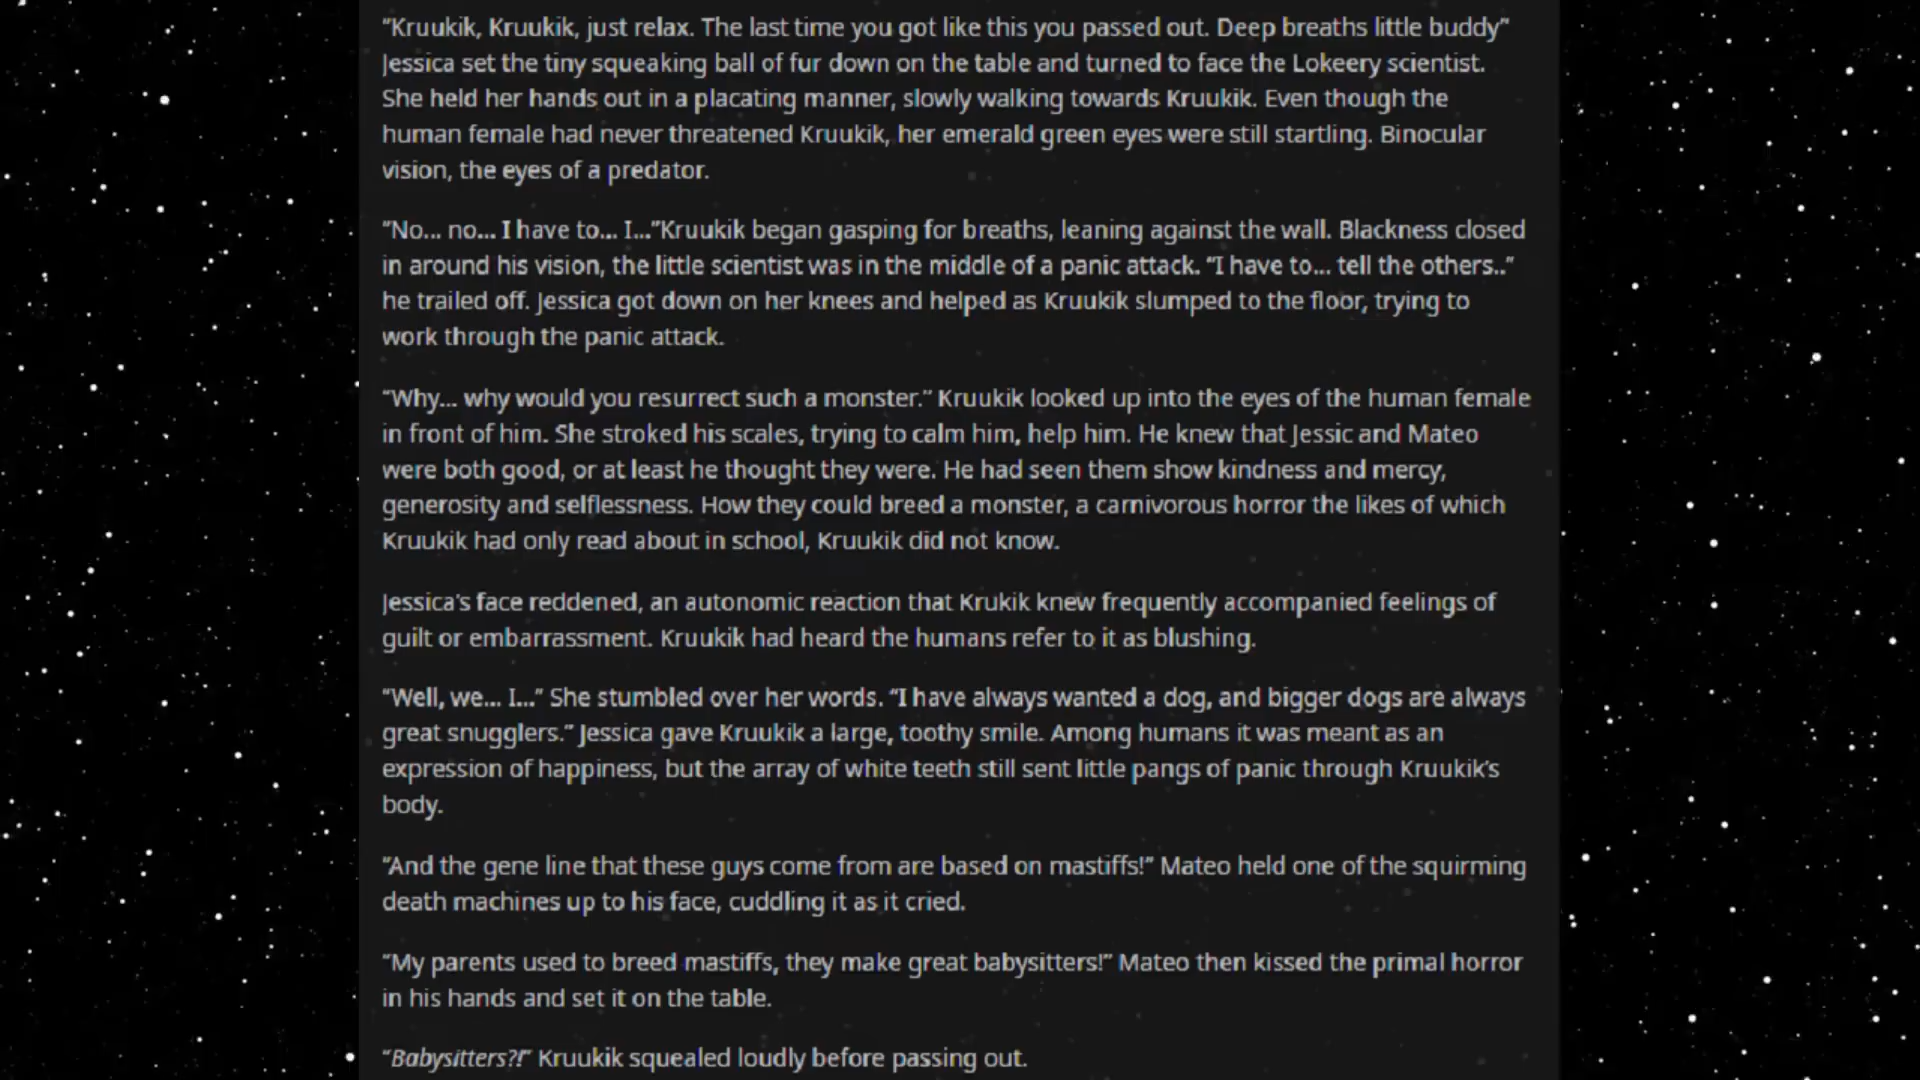 “Kruukik, Kruukik, just relax. The last time you got like this you passed out. Deep breaths little buddy”
Jessica set the tiny squeaking ball of fur down on the table and turned to face the Lokeery scientist.
She held her hands out in a placating manner, slowly walking towards Kruukik. Even though the
human female had never threatened Kruukik, her emerald green eyes were still startling. Binocular
vision, the eyes of a predator.
“No... no... I have to... I...”Kruukik began gasping for breaths, leaning against the wall. Blackness closed
in around his vision, the little scientist was in the middle of a panic attack. “I have to... tell the others..”
he trailed off. Jessica got down on her knees and helped as Kruukik slumped to the floor, trying to
work through the panic attack.
“Why... why would you resurrect such a monster.” Kruukik looked up into the eyes of the human female
in front of him. She stroked his scales, trying to calm him, help him. He knew that Jessic and Mateo
were both good, or at least he thought they were. He had seen them show kindness and mercy,
generosity and selflessness. How they could breed a monster, a carnivorous horror the likes of which
Kruukik had only read about in school, Kruukik did not know.
Jessica’s face reddened, an autonomic reaction that Krukik knew frequently accompanied feelings of
guilt or embarrassment. Kruukik had heard the humans refer to it as blushing.
“Well, we... I...” She stumbled over her words. “I have always wanted a dog, and bigger dogs are always
great snugglers.” Jessica gave Kruukik a large, toothy smile. Among humans it was meant as an
expression of happiness, but the array of white teeth still sent little pangs of panic through Kruukik’s
body.
“And the gene line that these guys come from are based on mastiffs!” Mateo held one of the squirming
death machines up to his face, cuddling it as it cried.
“My parents used to breed mastiffs, they make great babysitters!” Mateo then kissed the primal horror
in his hands and set it on the table.
“Babysitters?!” Kruukik squealed loudly before passing out.